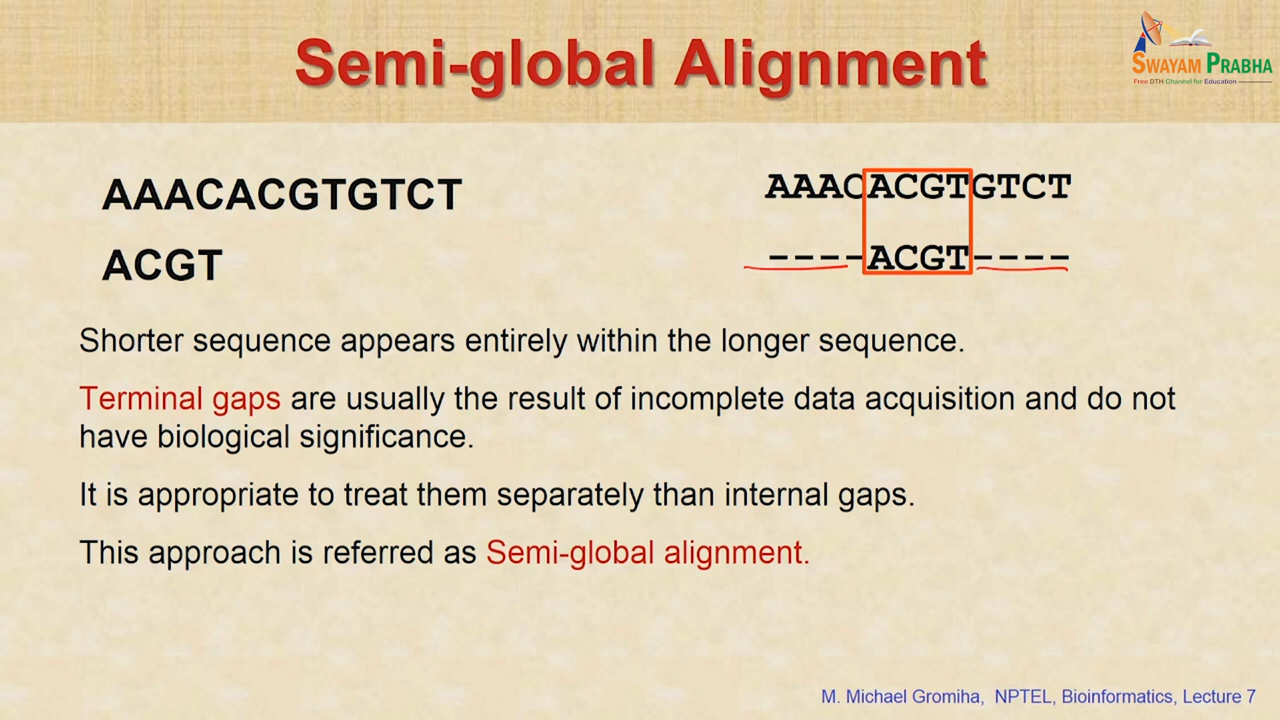 Semi-global Alignment
SWAYAM PRABHA
Free DTH Channel for Education
AAACACGTGTCT
ACGT
AAACACGTGTCT
----ACGT----
Shorter sequence appears entirely within the longer sequence.
Terminal gaps are usually the result of incomplete data acquisition and do not
have biological significance.
It is appropriate to treat them separately than internal gaps.
This approach is referred as Semi-global alignment.
M. Michael Gromiha, NPTEL, Bioinformatics, Lecture 7